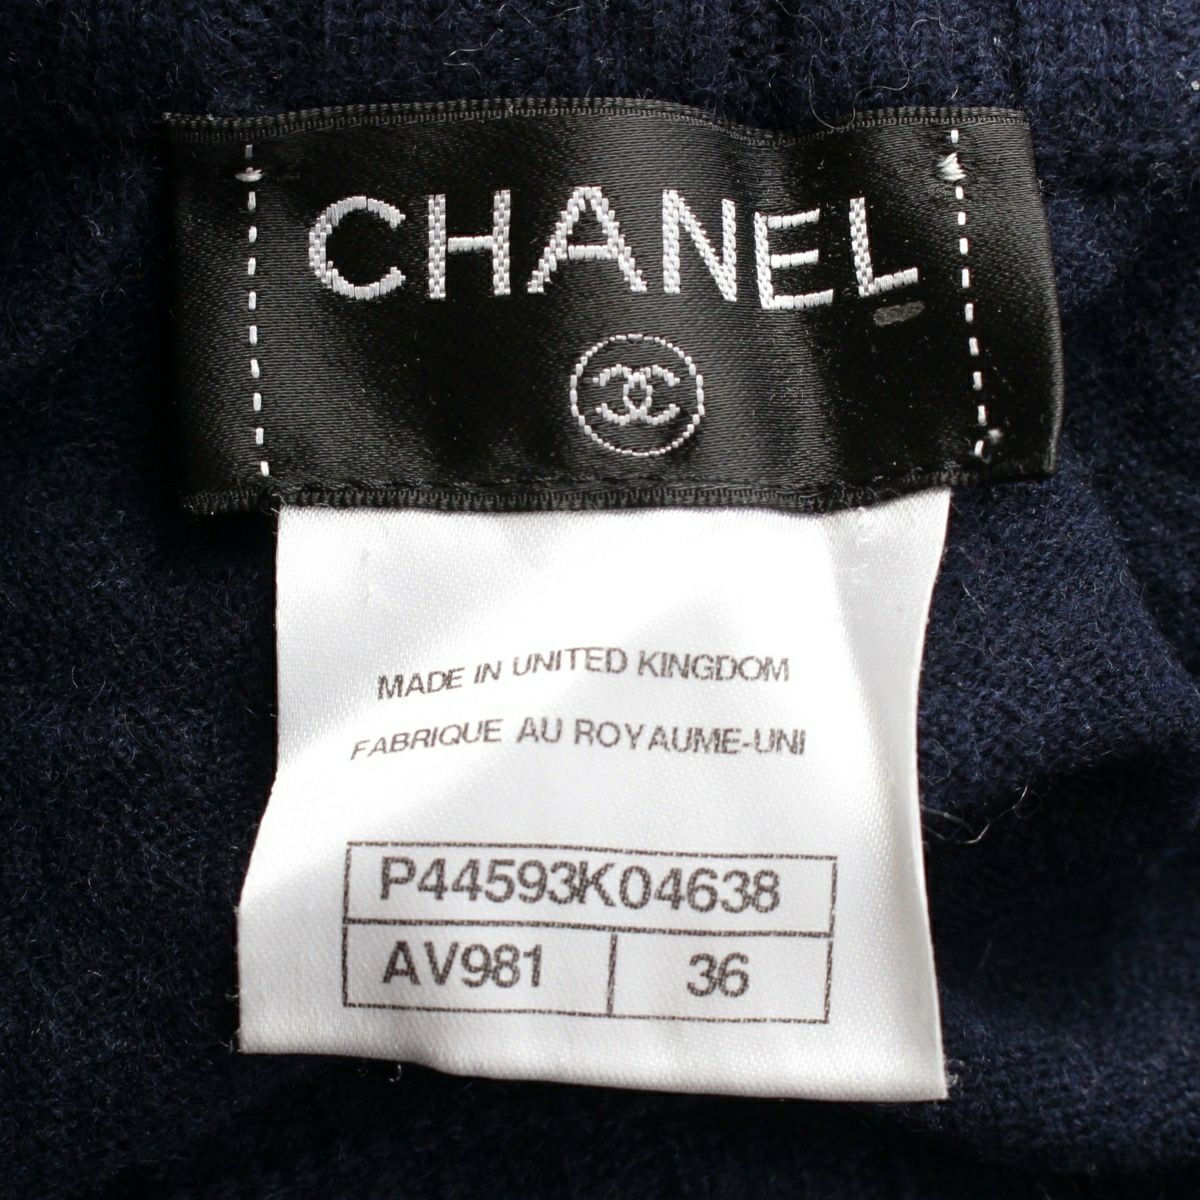 CHANEL
MADE IN UNITED KINGDOM
FABRIQUE AU ROYAUME-UNI
P44593K04638
AV981 36